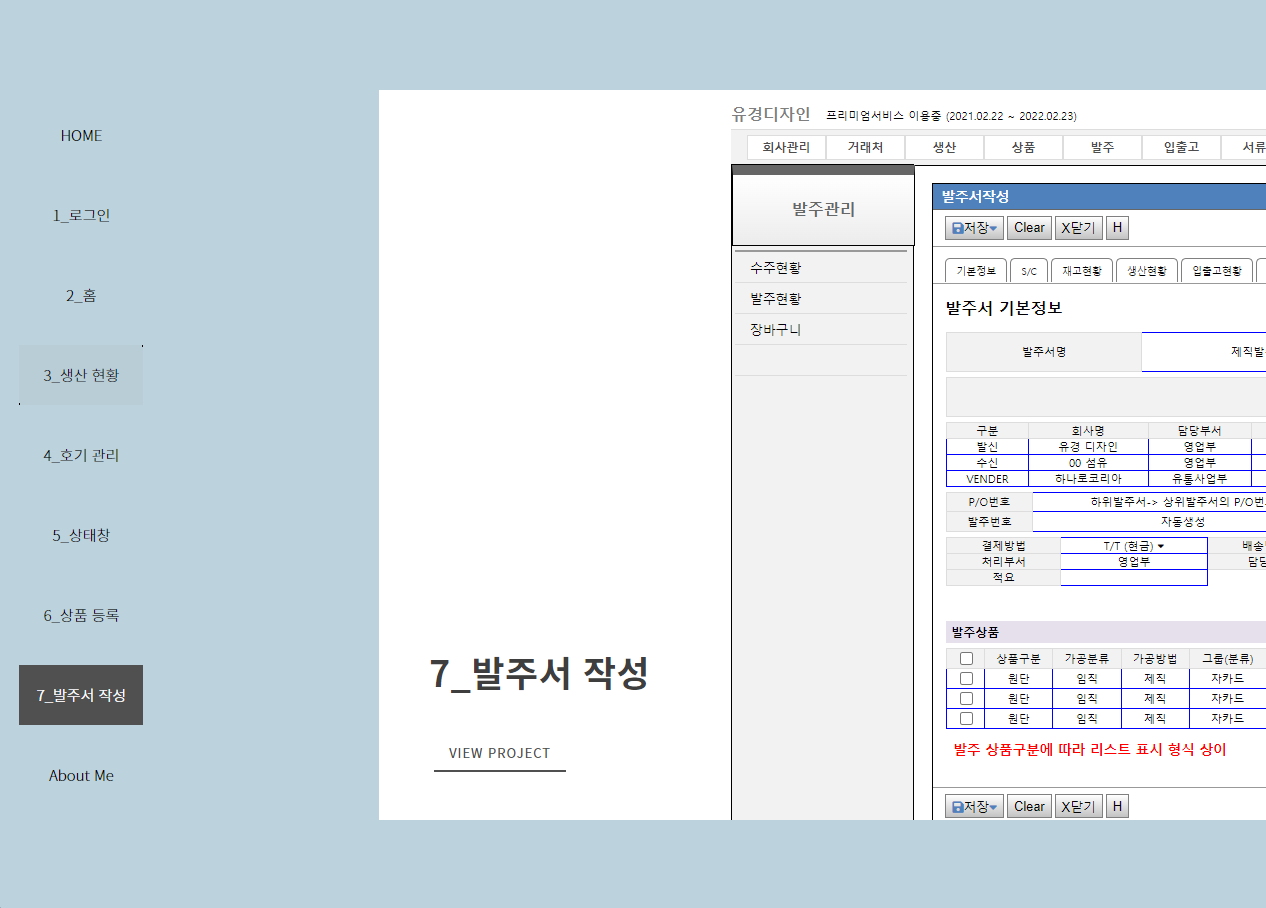 HOME
1_로그인
2_홈
3_생산 현황
4_호기 관리
5_상태창
6_상품 등록
7_발주서 작성
About Me
7_발주서 작성
VIEW PROJECT
유경디자인 프리미엄서비스 이용중 (2021.02.22 ~ 2022.02.23)
회사관리 거래처 생산 상품 발주 입출고 서류
발주관리
수주현황
발주현황
장바구니
발주서작성
저장 Clear X닫기 H
기본정보 S/C 재고현황 생산현황 입출고현황
발주서 기본정보
발주서명 제직발
구분 회사명 담당부서
발신 유경 디자인 영업부
수신 00 섬유 영업부
VENDER 하나로코리아 유통사업부
P/O번호 하위발주서-> 상위발주서의 P/O번
발주번호 자동생성
결제방법 T/T (현금) 배송
처리부서 영업부 담당
적요
발주상품
상품구분 가공분류 가공방법 그룹(분류)
원단 임직 제직 자카드
원단 임직 제직 자카드
원단 임직 제직 자카드
발주 상품구분에 따라 리스트 표시 형식 상이
저장 Clear X닫기 H